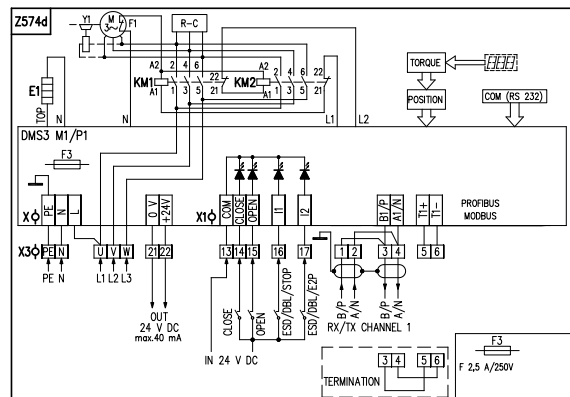 Z574d
Y1 M 3~ F1 R-C
A2 2 4 6 22 A2 2 4 6 22
KM1 KM2
A1 1 3 5 21 A1 1 3 5 21
E1
TOP N N L1 L2
TORQUE
POSITION COM (RS 232)
DMS3 M1/P1
F3
PE N L 0 V +24V COM CLOSE OPEN I1 I2 B1/P A1/N T1+ T1-
PROFIBUS
MODBUS
X X1
X3 PE N U V W 21 22 13 14 15 16 17 1 2 3 4 5 6
PE N L1 L2 L3
OUT
24 V DC
max.40 mA
CLOSE OPEN ESD/DBL/STOP ESD/DBL/E2P
IN 24 V DC
B/P A/N B/P A/N
RX/TX CHANNEL 1
3 4 5 6
TERMINATION
F3
F 2,5 A/250V